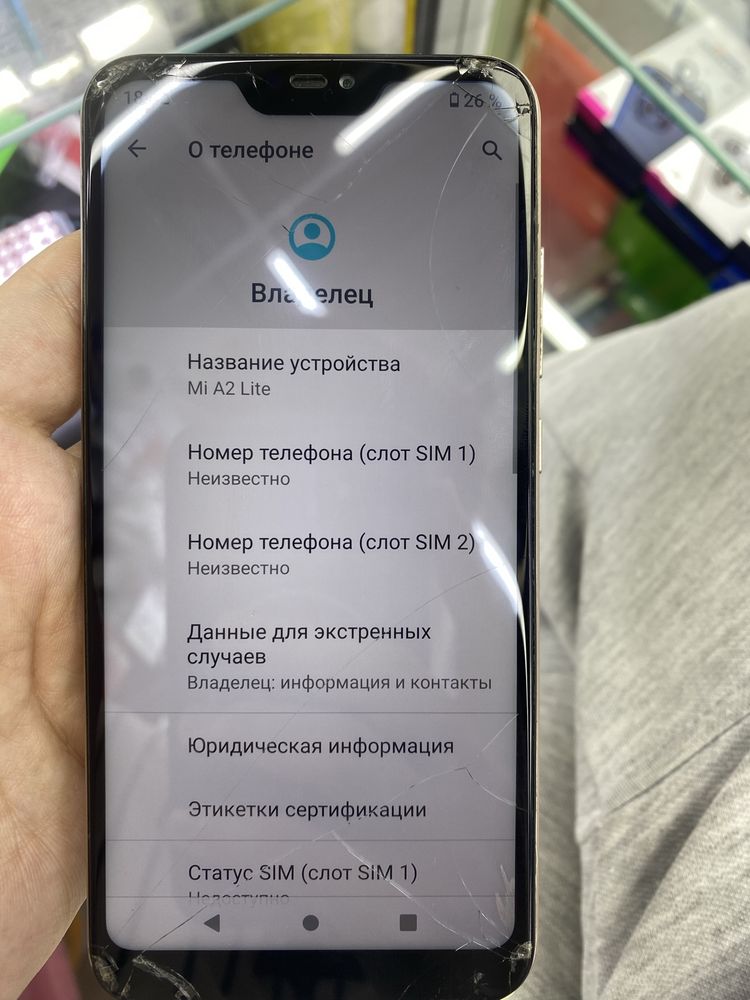 26 %
О телефоне
Владелец
Название устройства
Mi A2 Lite
Номер телефона (слот SIM 1)
Неизвестно
Номер телефона (слот SIM 2)
Неизвестно
Данные для экстренных
случаев
Владелец: информация и контакты
Юридическая информация
Этикетки сертификации
Статус SIM (слот SIM 1)
Недоступно